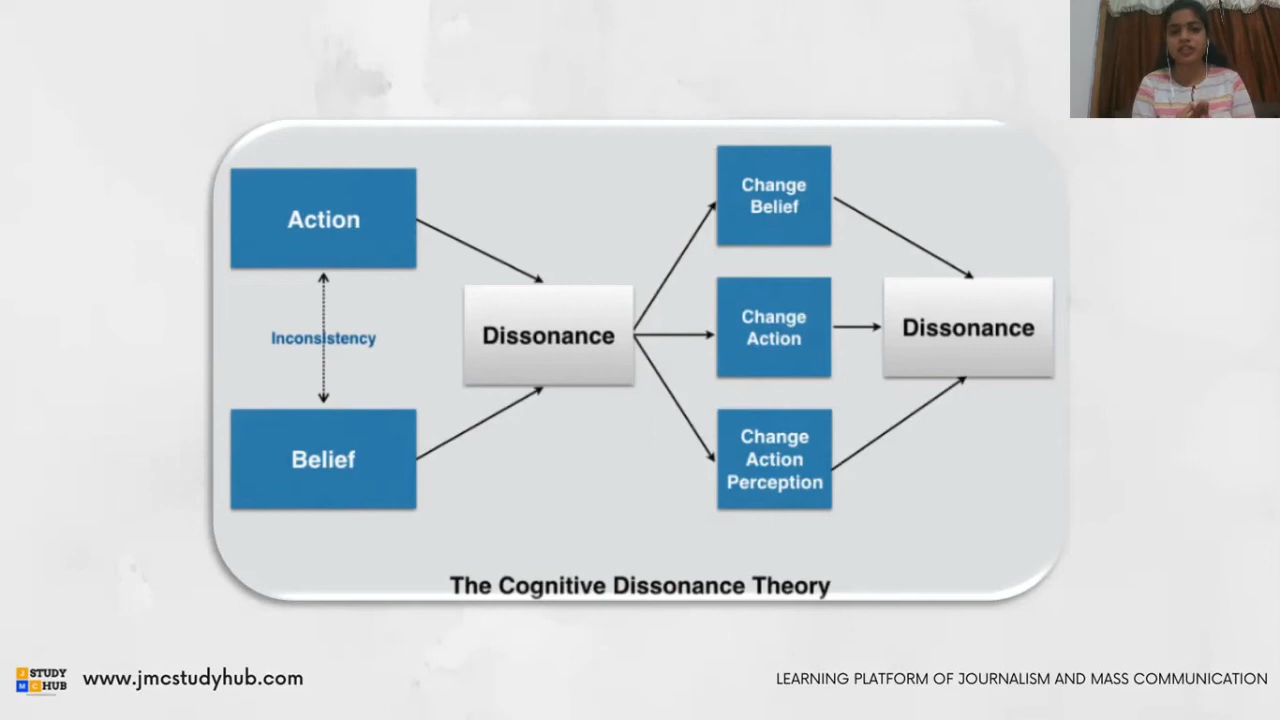 Action
Inconsistency
Belief
Dissonance
Change
Belief
Change
Action
Change
Action
Perception
Dissonance
The Cognitive Dissonance Theory
J STUDY
M C HUB
www.jmcstudyhub.com
LEARNING PLATFORM OF JOURNALISM AND MASS COMMUNICATION